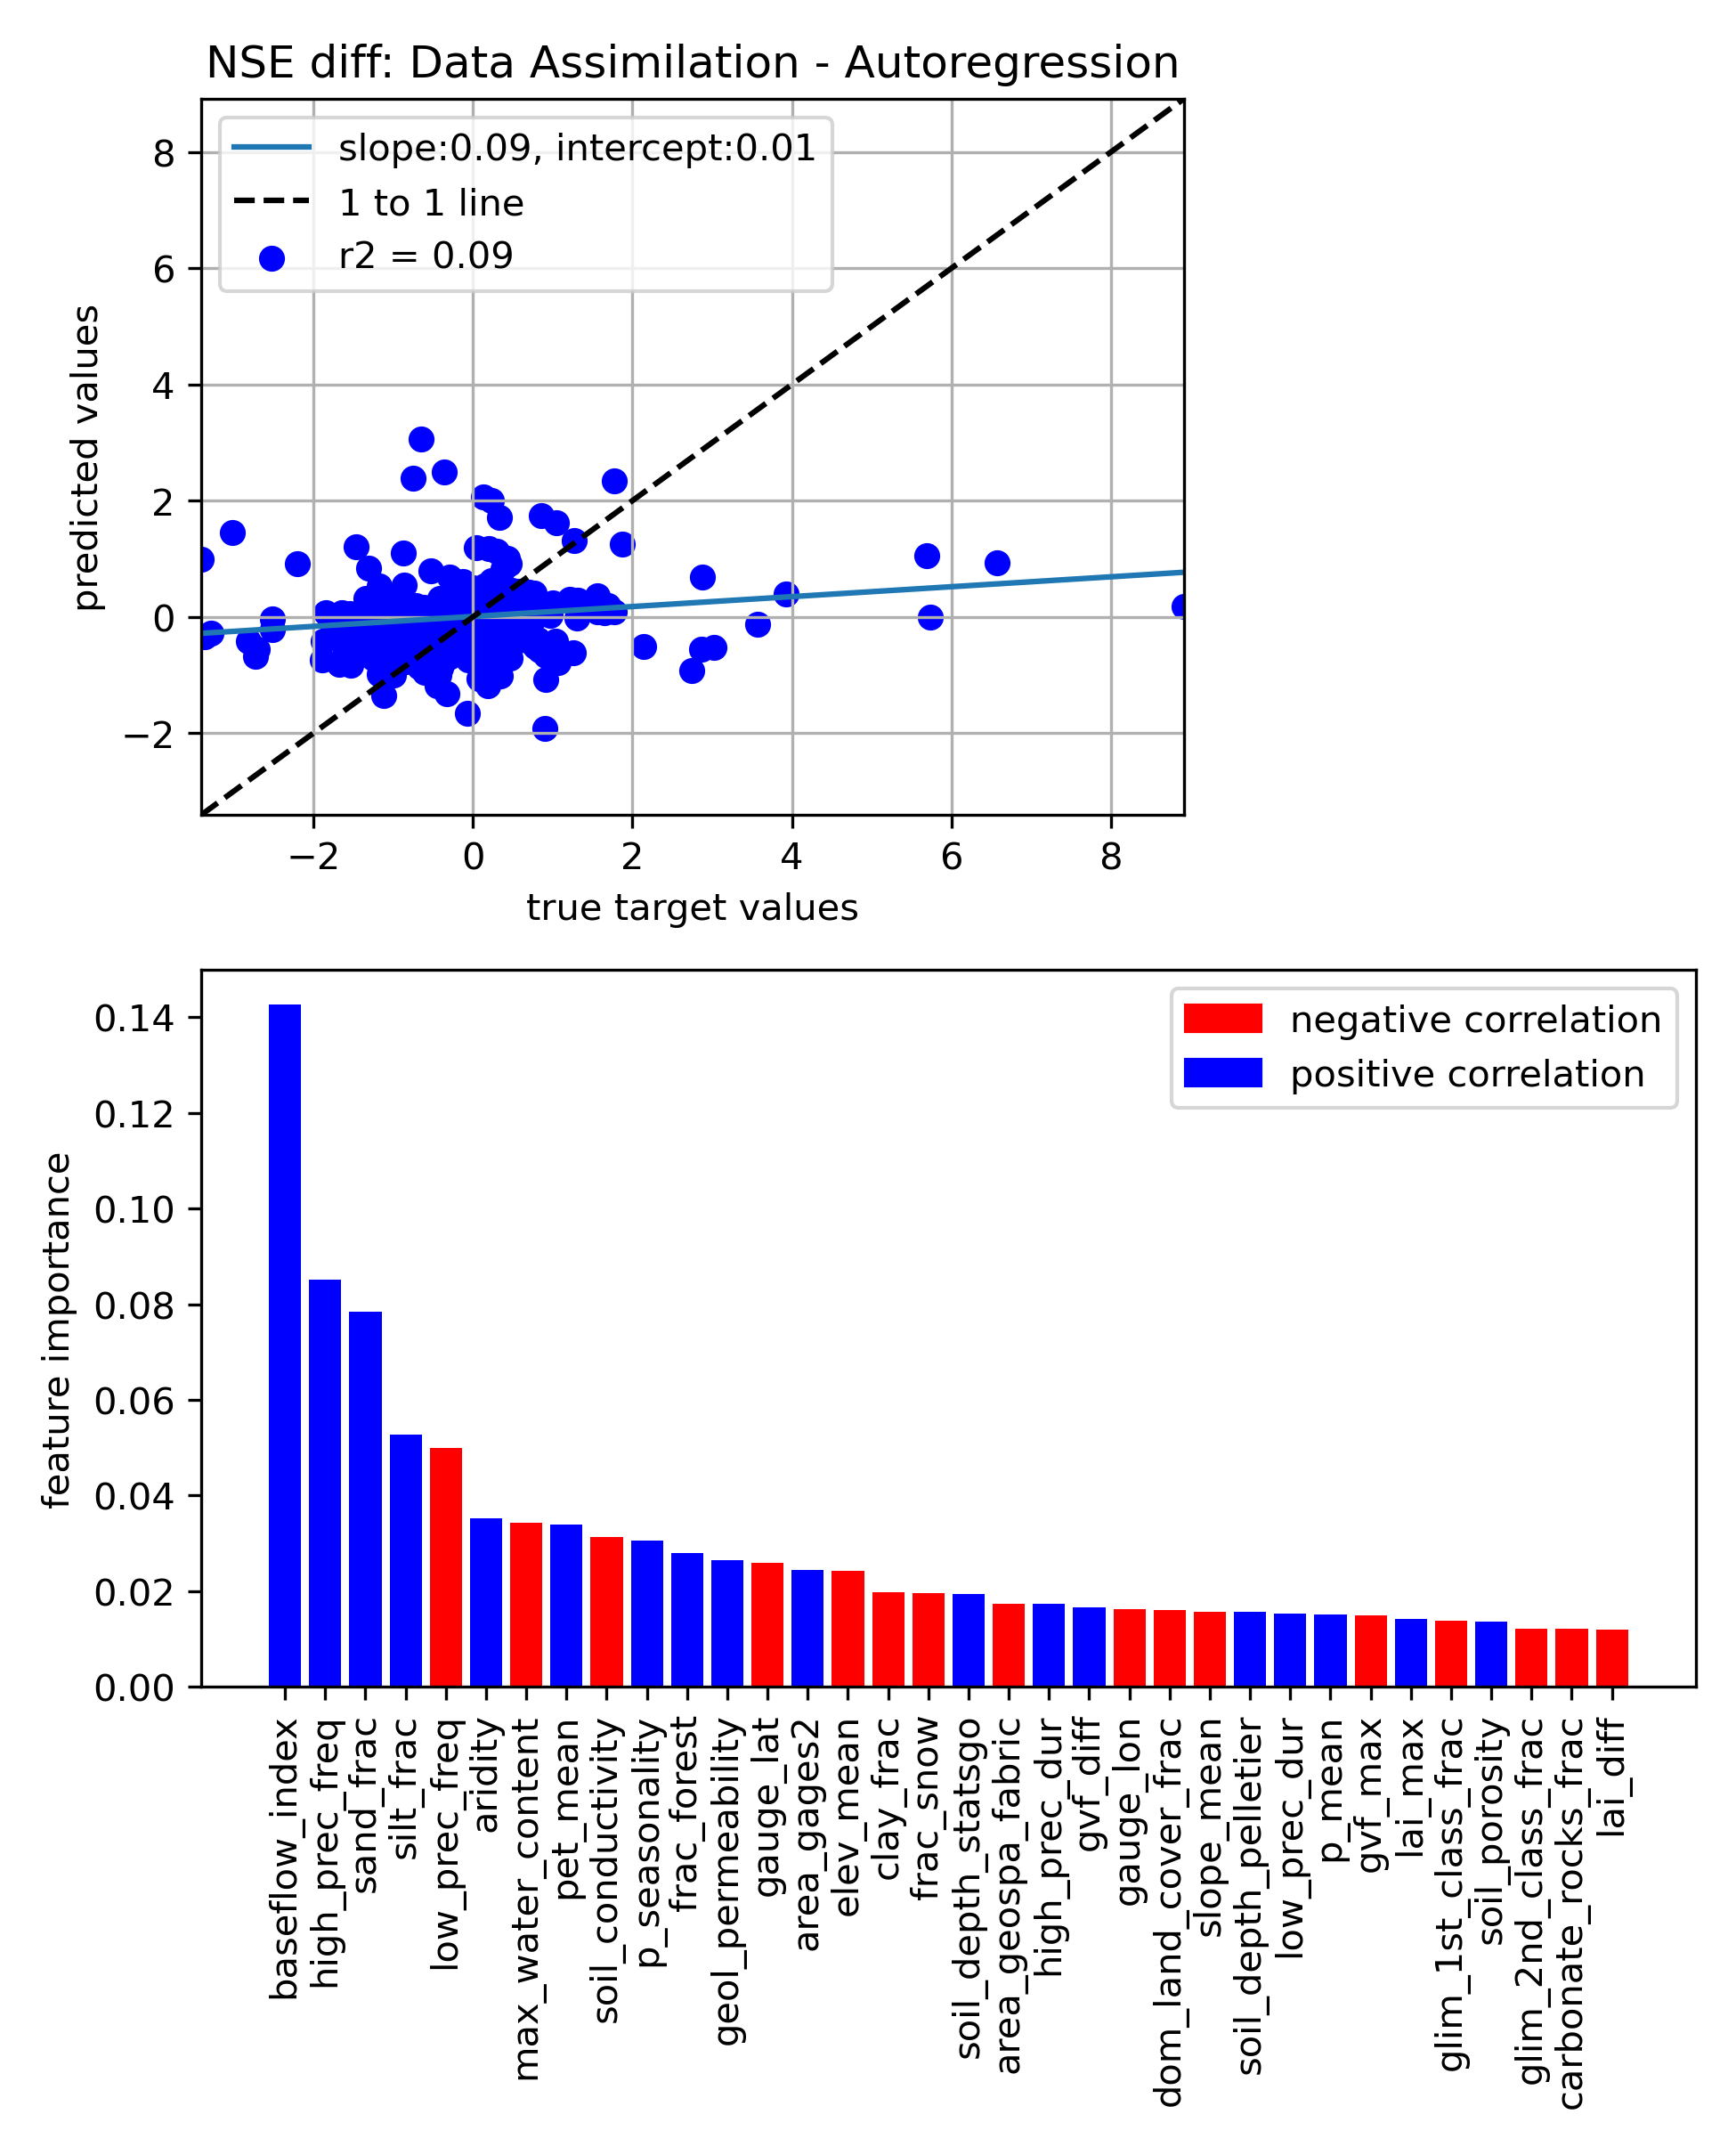 NSE diff: Data Assimilation - Autoregression
slope:0.09, intercept:0.01
1 to 1 line
r2 = 0.09
8
6
4
2
0
−2
predicted values
−2 0 2 4 6 8
true target values
negative correlation
positive correlation
0.14
0.12
0.10
0.08
0.06
0.04
0.02
0.00
feature importance
baseflow_index
high_prec_freq
sand_frac
silt_frac
low_prec_freq
aridity
max_water_content
pet_mean
soil_conductivity
p_seasonality
frac_forest
geol_permeability
gauge_lat
area_gages2
elev_mean
clay_frac
frac_snow
soil_depth_statsgo
area_geospa_fabric
high_prec_dur
gvf_diff
gauge_lon
dom_land_cover_frac
slope_mean
soil_depth_pelletier
low_prec_dur
p_mean
gvf_max
lai_max
glim_1st_class_frac
soil_porosity
glim_2nd_class_frac
carbonate_rocks_frac
lai_diff